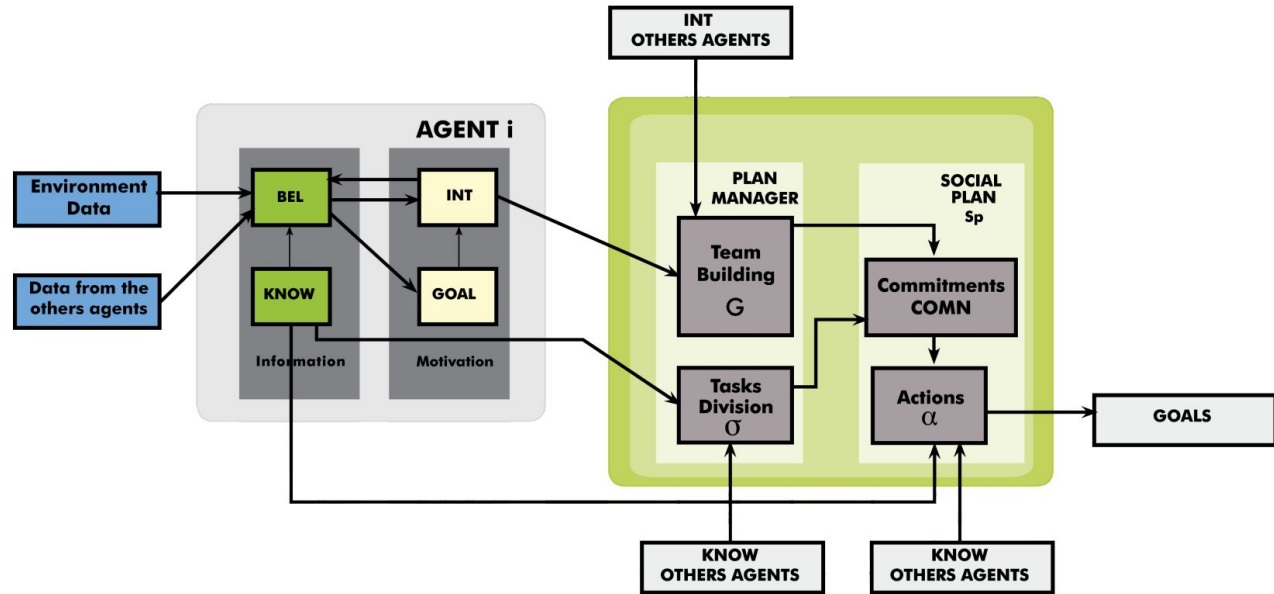 INT
OTHERS AGENTS
AGENT i
Environment
Data
BEL
INT
PLAN
MANAGER
SOCIAL
PLAN
Sp
Team
Building
G
Data from the
others agents
KNOW
GOAL
Commitments
COMN
Information
Motivation
Tasks
Division
σ
Actions
α
GOALS
KNOW
OTHERS AGENTS
KNOW
OTHERS AGENTS